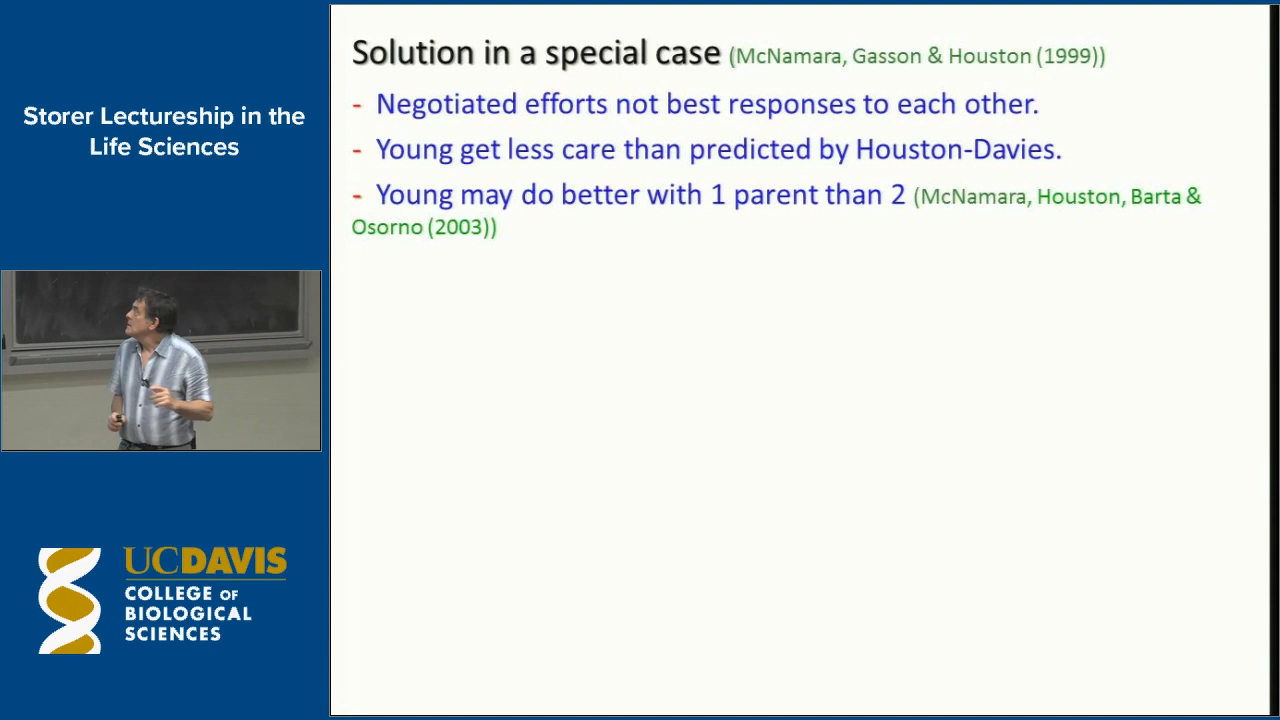 Storer Lectureship in the
Life Sciences
Solution in a special case (McNamara, Gasson & Houston (1999))
- Negotiated efforts not best responses to each other.
- Young get less care than predicted by Houston-Davies.
- Young may do better with 1 parent than 2 (McNamara, Houston, Barta &
Osorno (2003))
UCDAVIS
COLLEGE OF
BIOLOGICAL
SCIENCES